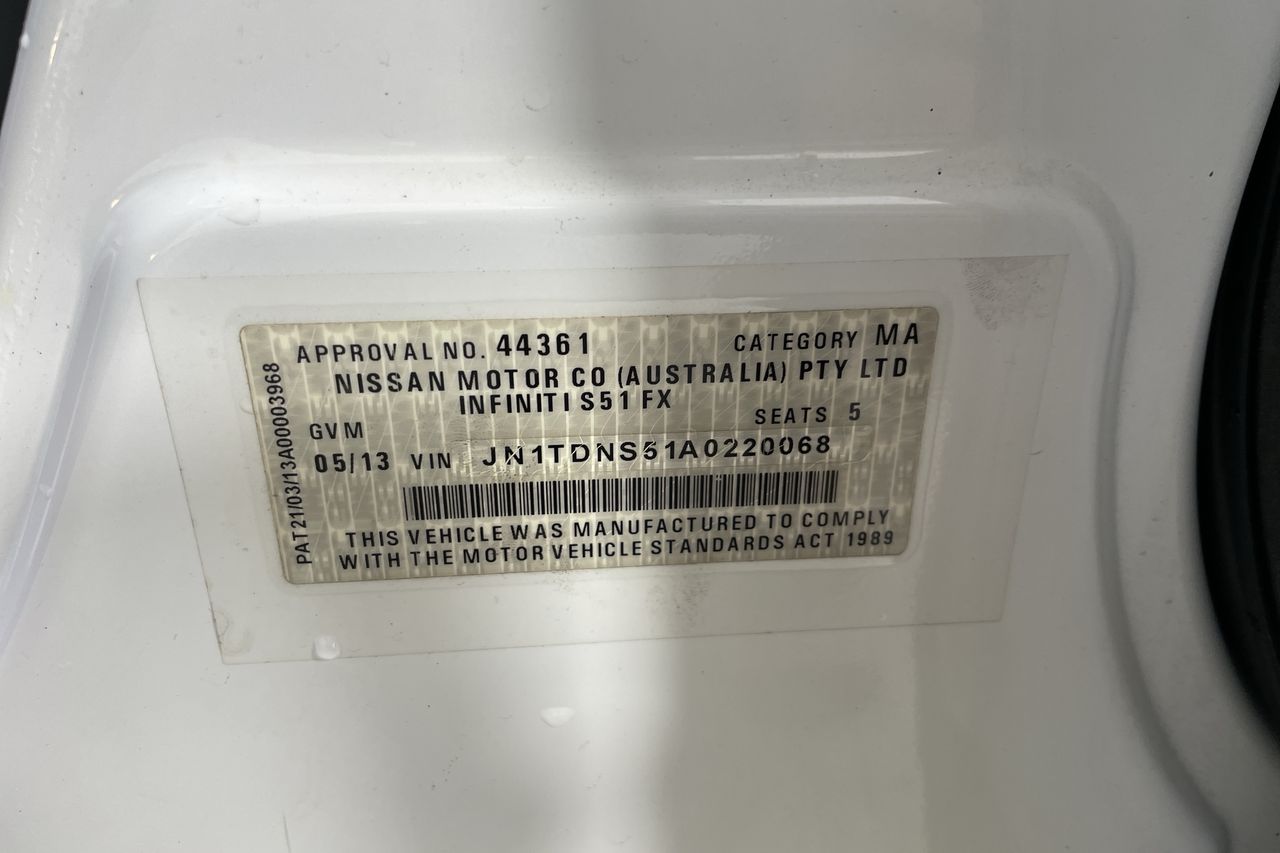 APPROVAL NO. 44361 CATEGORY MA
NISSAN MOTOR CO (AUSTRALIA) PTY LTD
INFINITI S51 FX
GVM SEATS 5
05/13 VIN JN1TDNS51A0220068
THIS VEHICLE WAS MANUFACTURED TO COMPLY
WITH THE MOTOR VEHICLE STANDARDS ACT 1989
PAT21/03/13A00003968